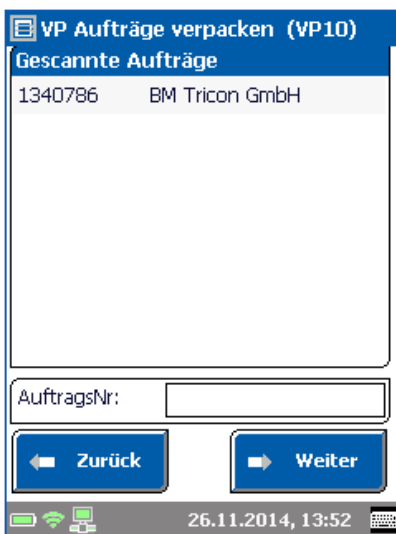 VP Aufträge verpacken (VP10)
Gescannte Aufträge
1340786 BM Tricon GmbH
AuftragsNr:
Zurück Weiter
26.11.2014, 13:52